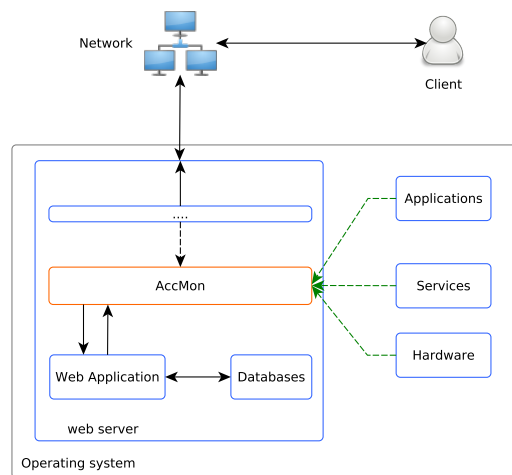 Network
Client
Applications
....
AccMon
Services
Hardware
Web Application
Databases
web server
Operating system